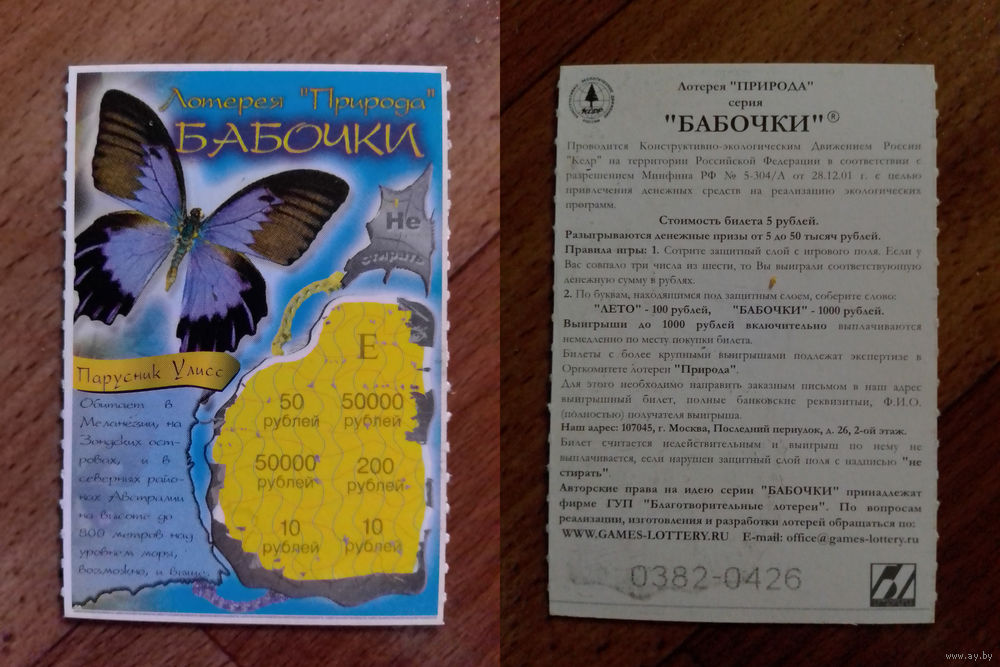 Лотерея "Природа"
БАБОЧКИ
Не
стирать
Е
50
рублей
50000
рублей
50000
рублей
200
рублей
10
рублей
10
рублей
Парусник Улисс
Обитает в
Меланезии, на
Зондских ост-
ровах, и в
северных райо-
нах Австралии
на высоте до
800 метров над
уровнем моря,
возможно, и выше.
Лотерея "ПРИРОДА"
серия
"БАБОЧКИ"®
КЕДР
Проводится Конструктивно-экологическим Движением России
"Кедр" на территории Российской Федерации в соответствии с
разрешением Минфина РФ № 5-304/Л от 28.12.01 г. с целью
привлечения денежных средств на реализацию экологических
программ.
Стоимость билета 5 рублей.
Разыгрываются денежные призы от 5 до 50 тысяч рублей.
Правила игры: 1. Сотрите защитный слой с игрового поля. Если у
Вас совпало три числа из шести, то Вы выиграли соответствующую
денежную сумму в рублях.
2. По буквам, находящимся под защитным слоем, соберите слово:
"ЛЕТО" - 100 рублей, "БАБОЧКИ" - 1000 рублей.
Выигрыши до 1000 рублей включительно выплачиваются
немедленно по месту покупки билета.
Билеты с более крупными выигрышами подлежат экспертизе в
Оргкомитете лотереи "Природа".
Для этого необходимо направить заказным письмом в наш адрес
выигрышный билет, полные банковские реквизитыи, Ф.И.О.
(полностью) получателя выигрыша.
Наш адрес: 107045, г. Москва, Последний периулок, д. 26, 2-ой этаж.
Билет считается недействительным и выигрыш по нему не
выплачивается, если нарушен защитный слой поля с надписью "не
стирать".
Авторские права на идею серии "БАБОЧКИ" принадлежат
фирме ГУП "Благотворительные лотереи". По вопросам
реализации, изготовления и разработки лотерей обращаться по:
WWW.GAMES-LOTTERY.RU E-mail: office@games-lottery.ru
0382-0426
www.ay.by